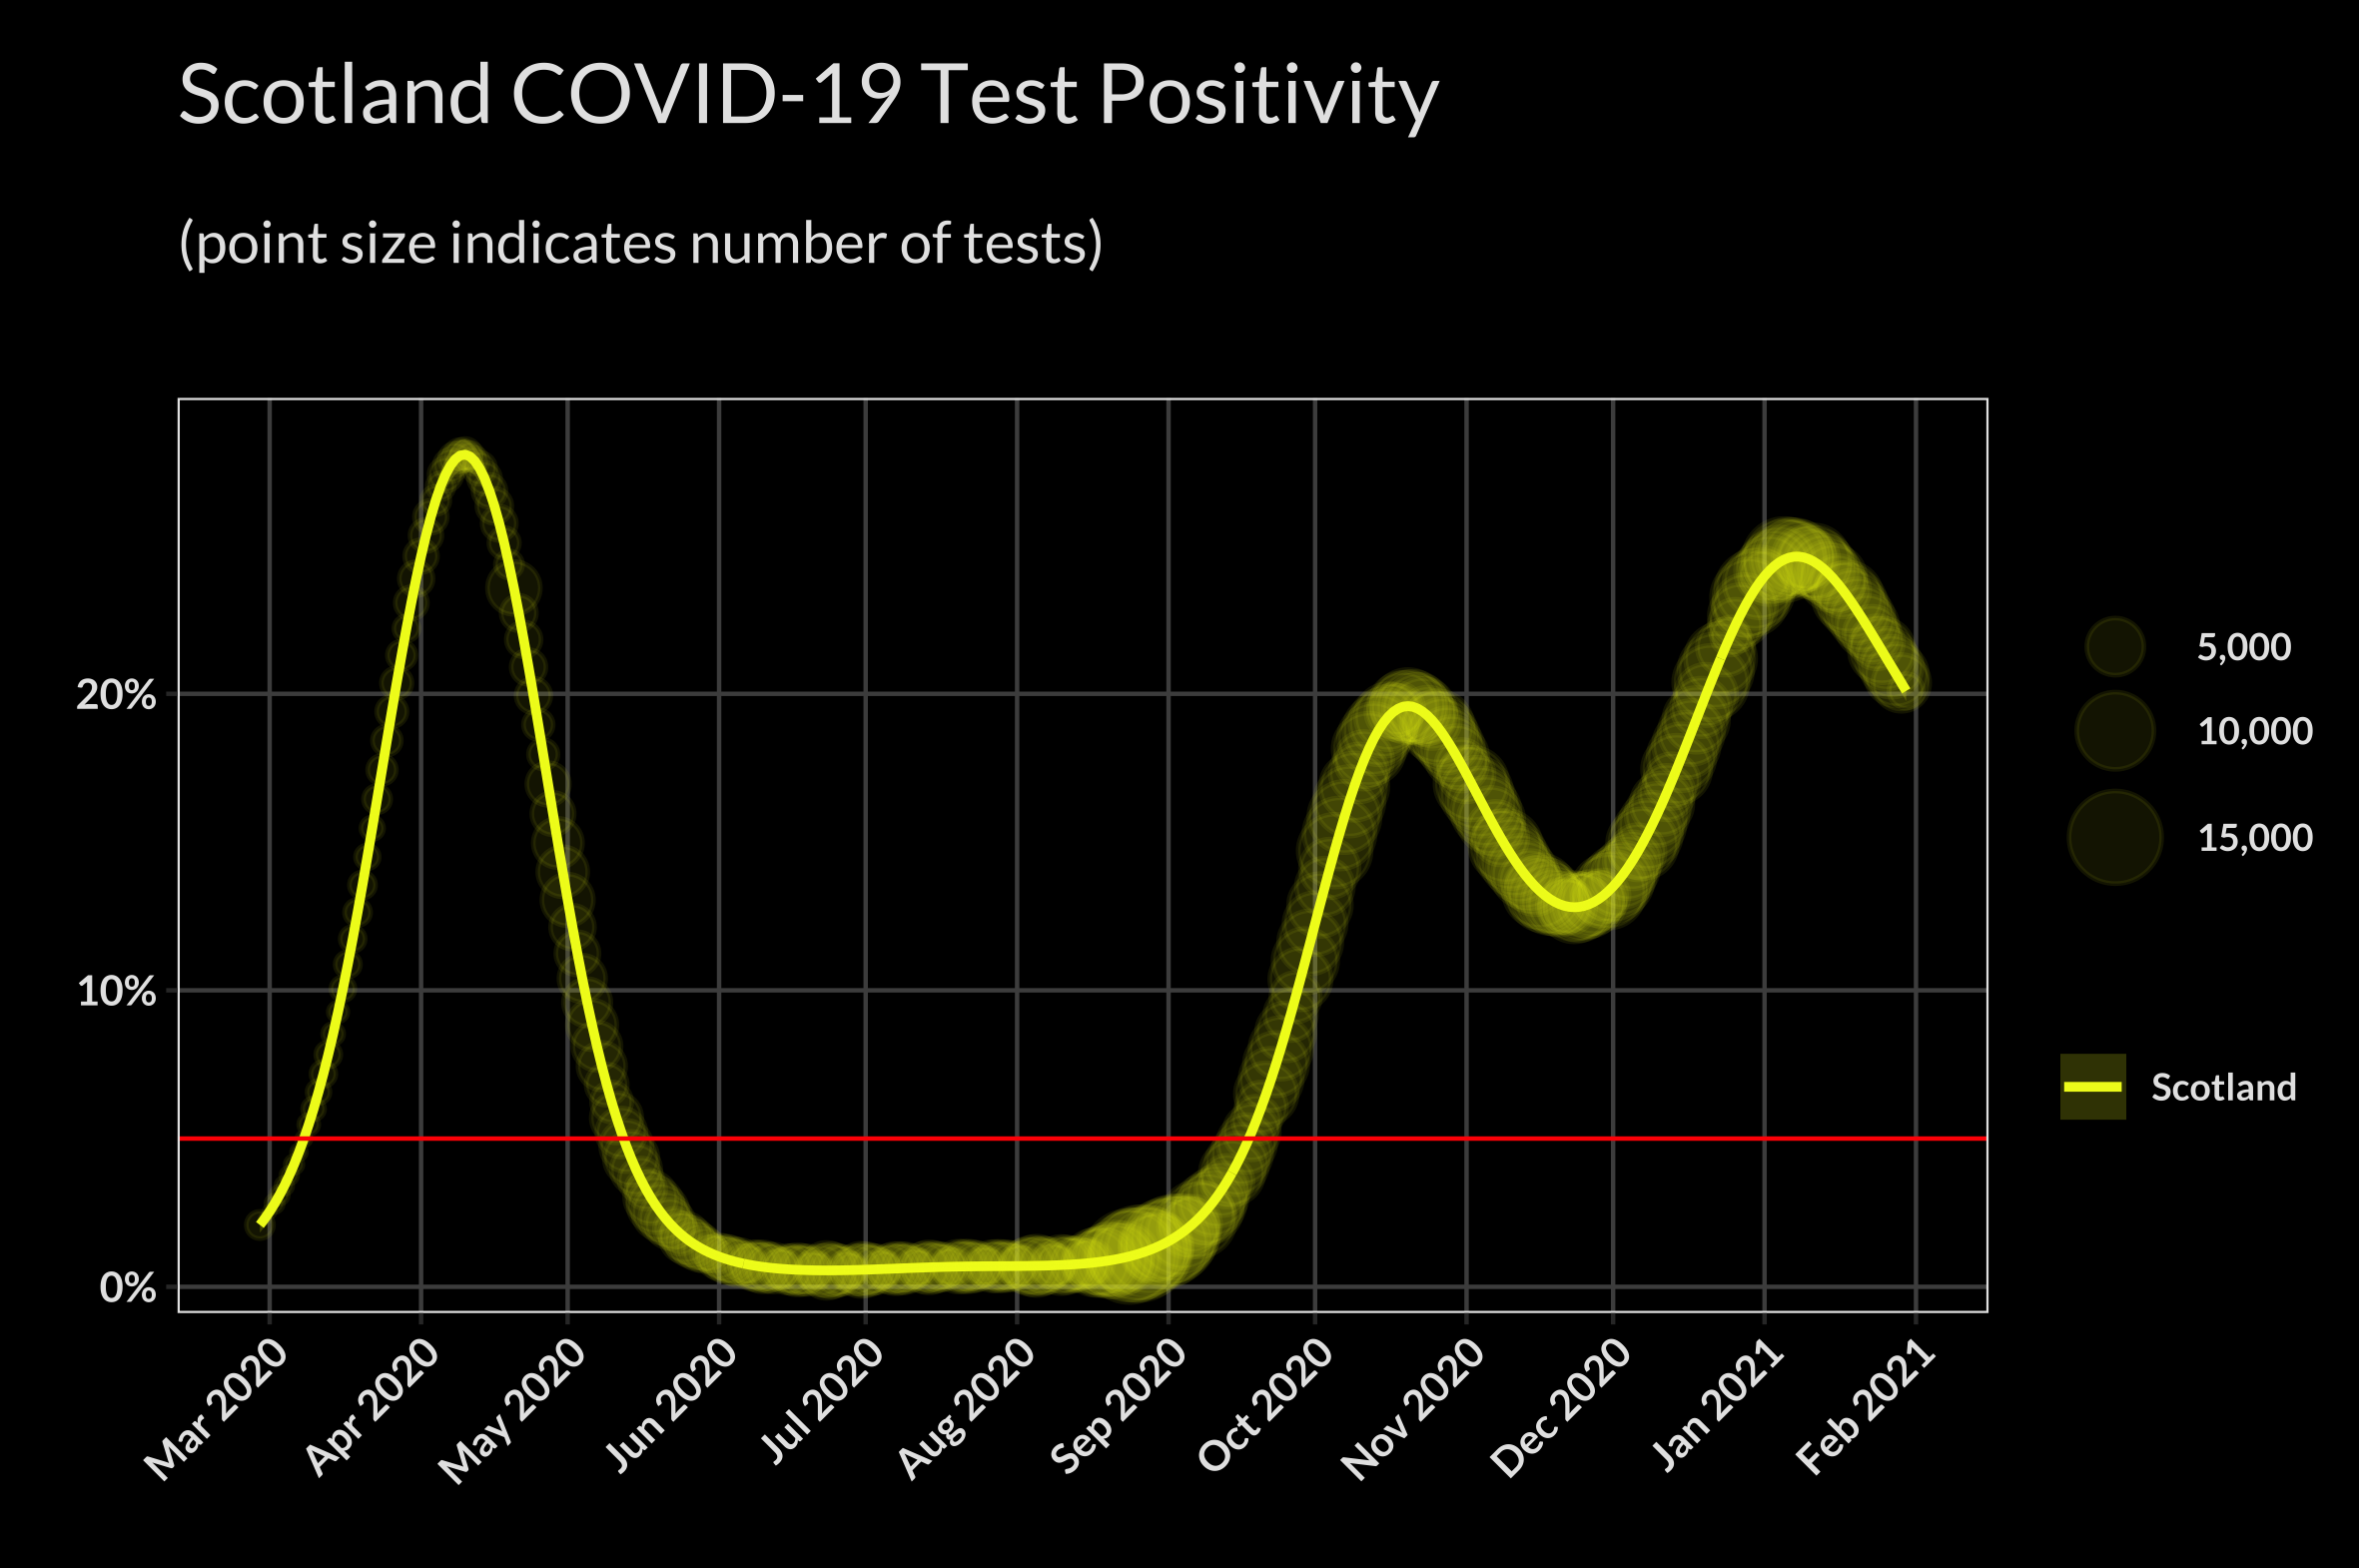 Scotland COVID-19 Test Positivity
(point size indicates number of tests)
20%
10%
0%
5,000
10,000
15,000
Scotland
Mar 2020
Apr 2020
May 2020
Jun 2020
Jul 2020
Aug 2020
Sep 2020
Oct 2020
Nov 2020
Dec 2020
Jan 2021
Feb 2021